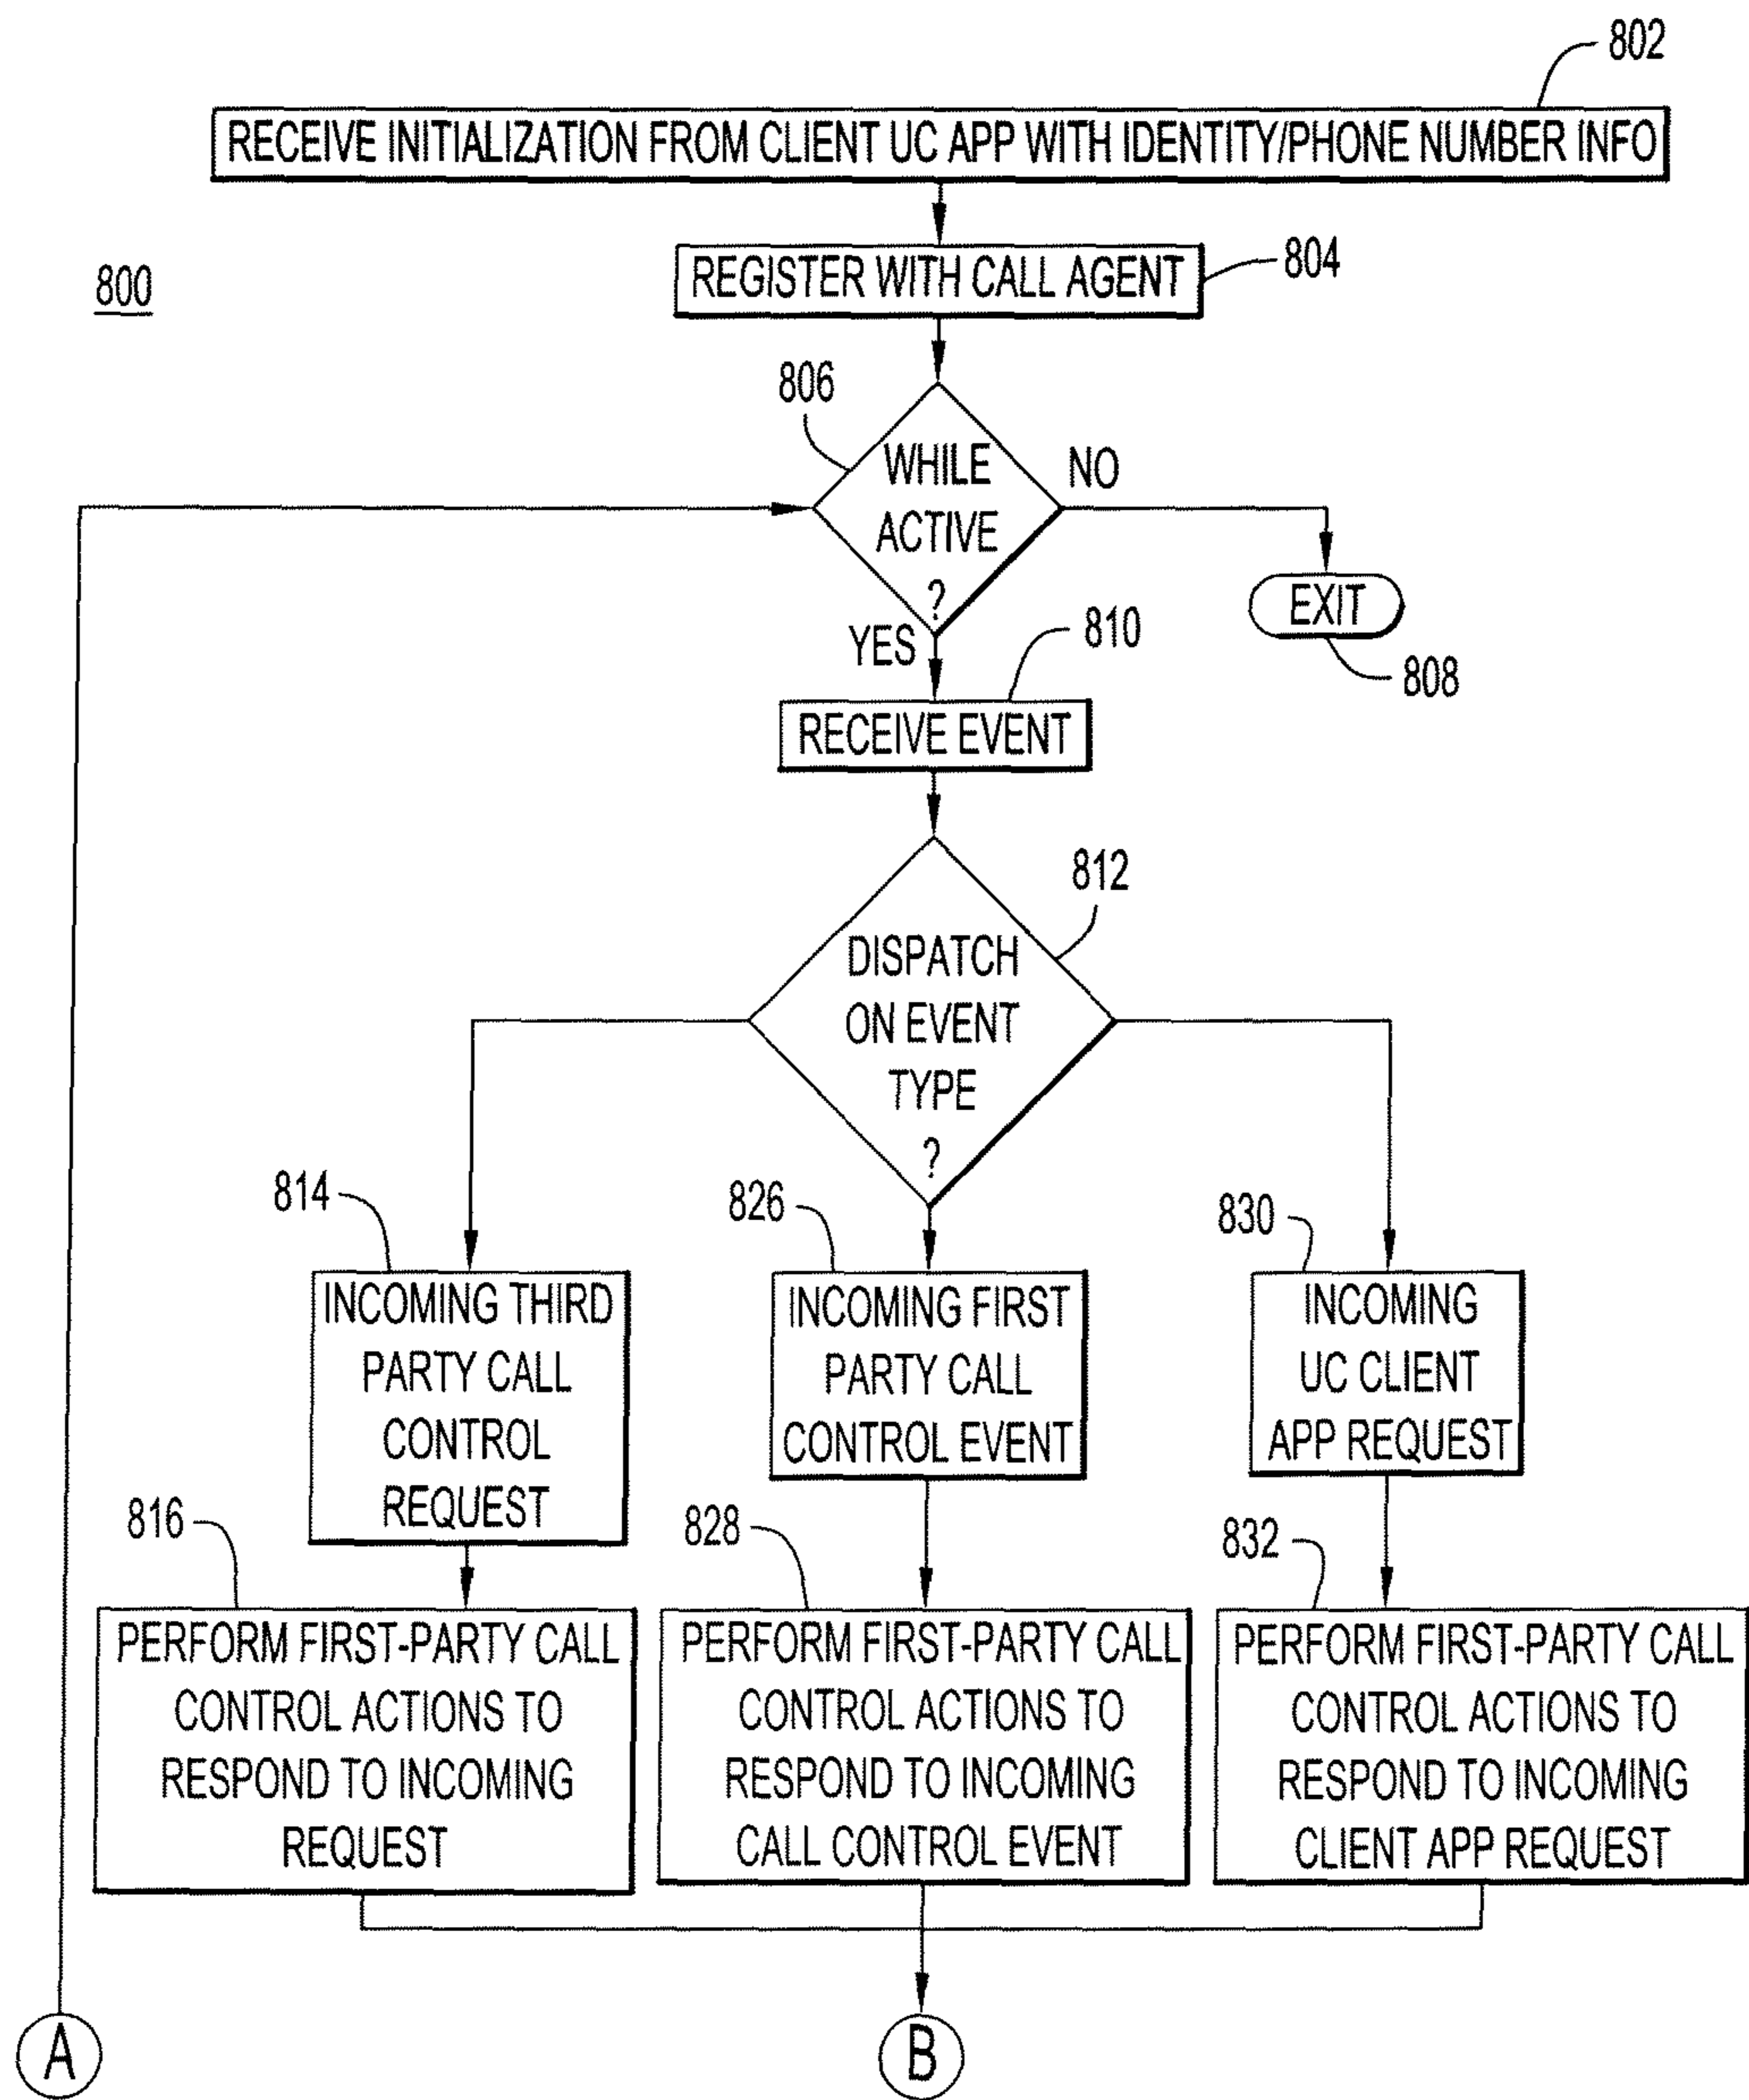 802
RECEIVE INITIALIZATION FROM CLIENT UC APP WITH IDENTITY/PHONE NUMBER INFO
800
REGISTER WITH CALL AGENT
804
806
WHILE
ACTIVE
?
NO
YES
EXIT
808
810
RECEIVE EVENT
812
DISPATCH
ON EVENT
TYPE
?
814
INCOMING THIRD
PARTY CALL
CONTROL
REQUEST
826
INCOMING FIRST
PARTY CALL
CONTROL EVENT
830
INCOMING
UC CLIENT
APP REQUEST
816
PERFORM FIRST-PARTY CALL
CONTROL ACTIONS TO
RESPOND TO INCOMING
REQUEST
828
PERFORM FIRST-PARTY CALL
CONTROL ACTIONS TO
RESPOND TO INCOMING
CALL CONTROL EVENT
832
PERFORM FIRST-PARTY CALL
CONTROL ACTIONS TO
RESPOND TO INCOMING
CLIENT APP REQUEST
A
B